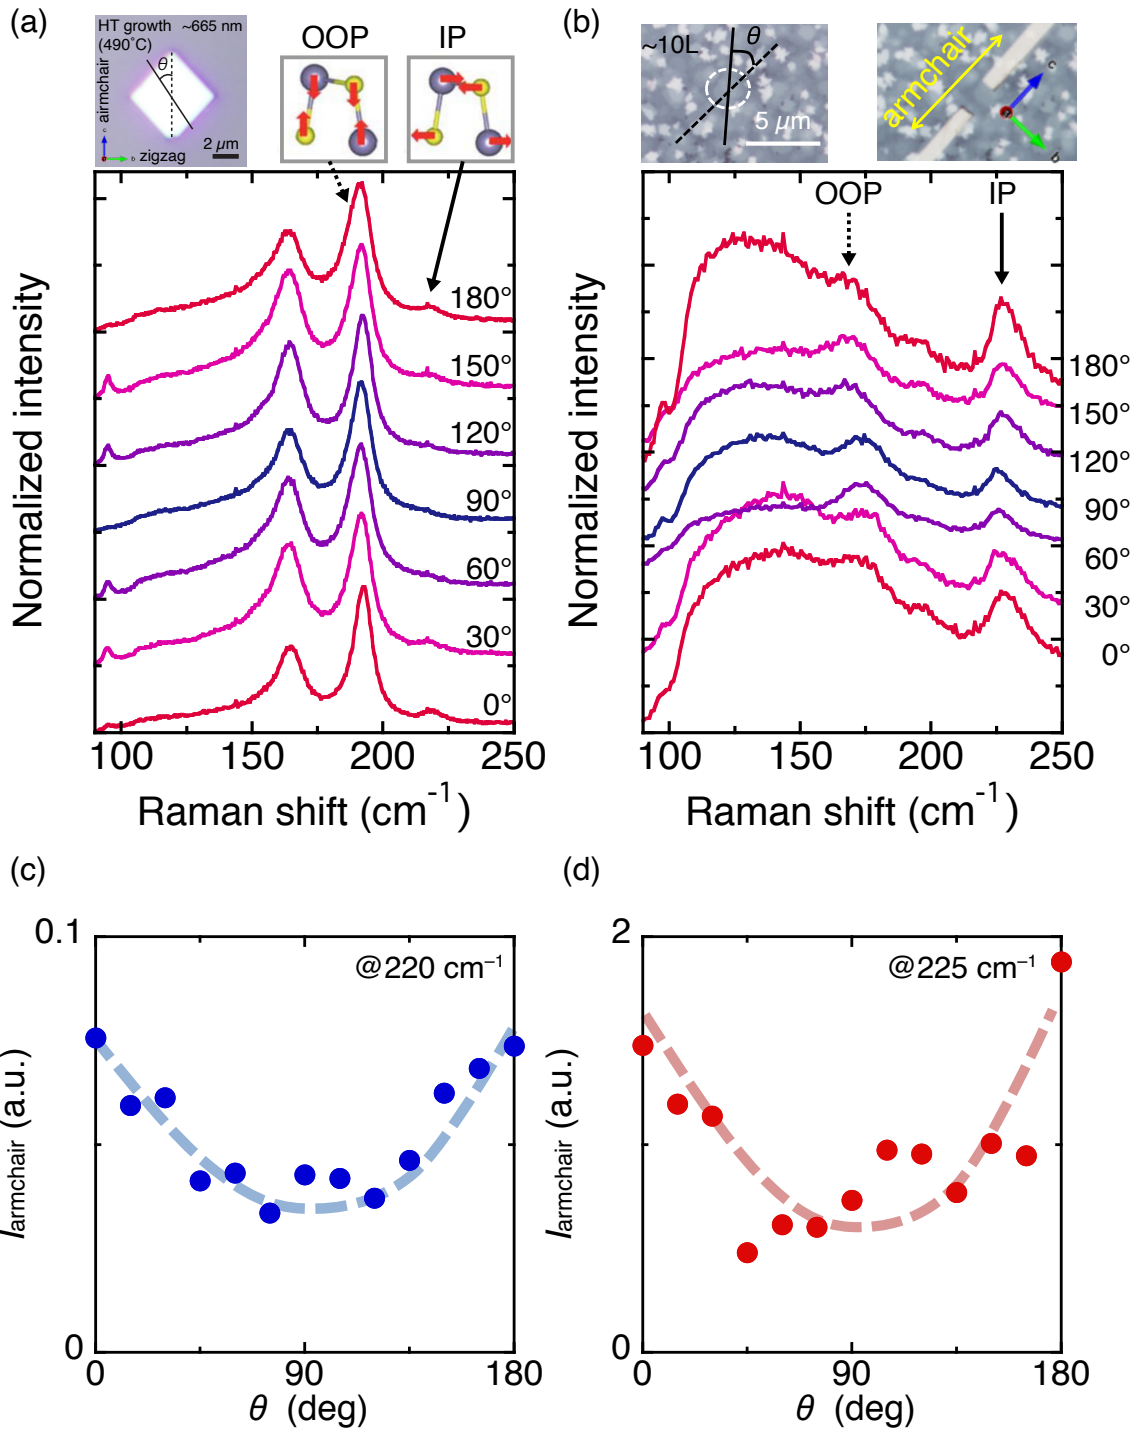 (a)
HT growth ~665 nm
(490˚C)
θ
airmchair
c
b
zigzag
2 µm
OOP
IP
Normalized intensity
180°
150°
120°
90°
60°
30°
0°
100 150 200 250
Raman shift (cm⁻¹)
(b)
~10L
θ
5 µm
armchair
c
OOP
IP
Normalized intensity
180°
150°
120°
90°
60°
30°
0°
100 150 200 250
Raman shift (cm⁻¹)
(c)
0.1
@220 cm⁻¹
Iarmchair (a.u.)
0
0 90 180
θ (deg)
(d)
2
@225 cm⁻¹
Iarmchair (a.u.)
0
0 90 180
θ (deg)